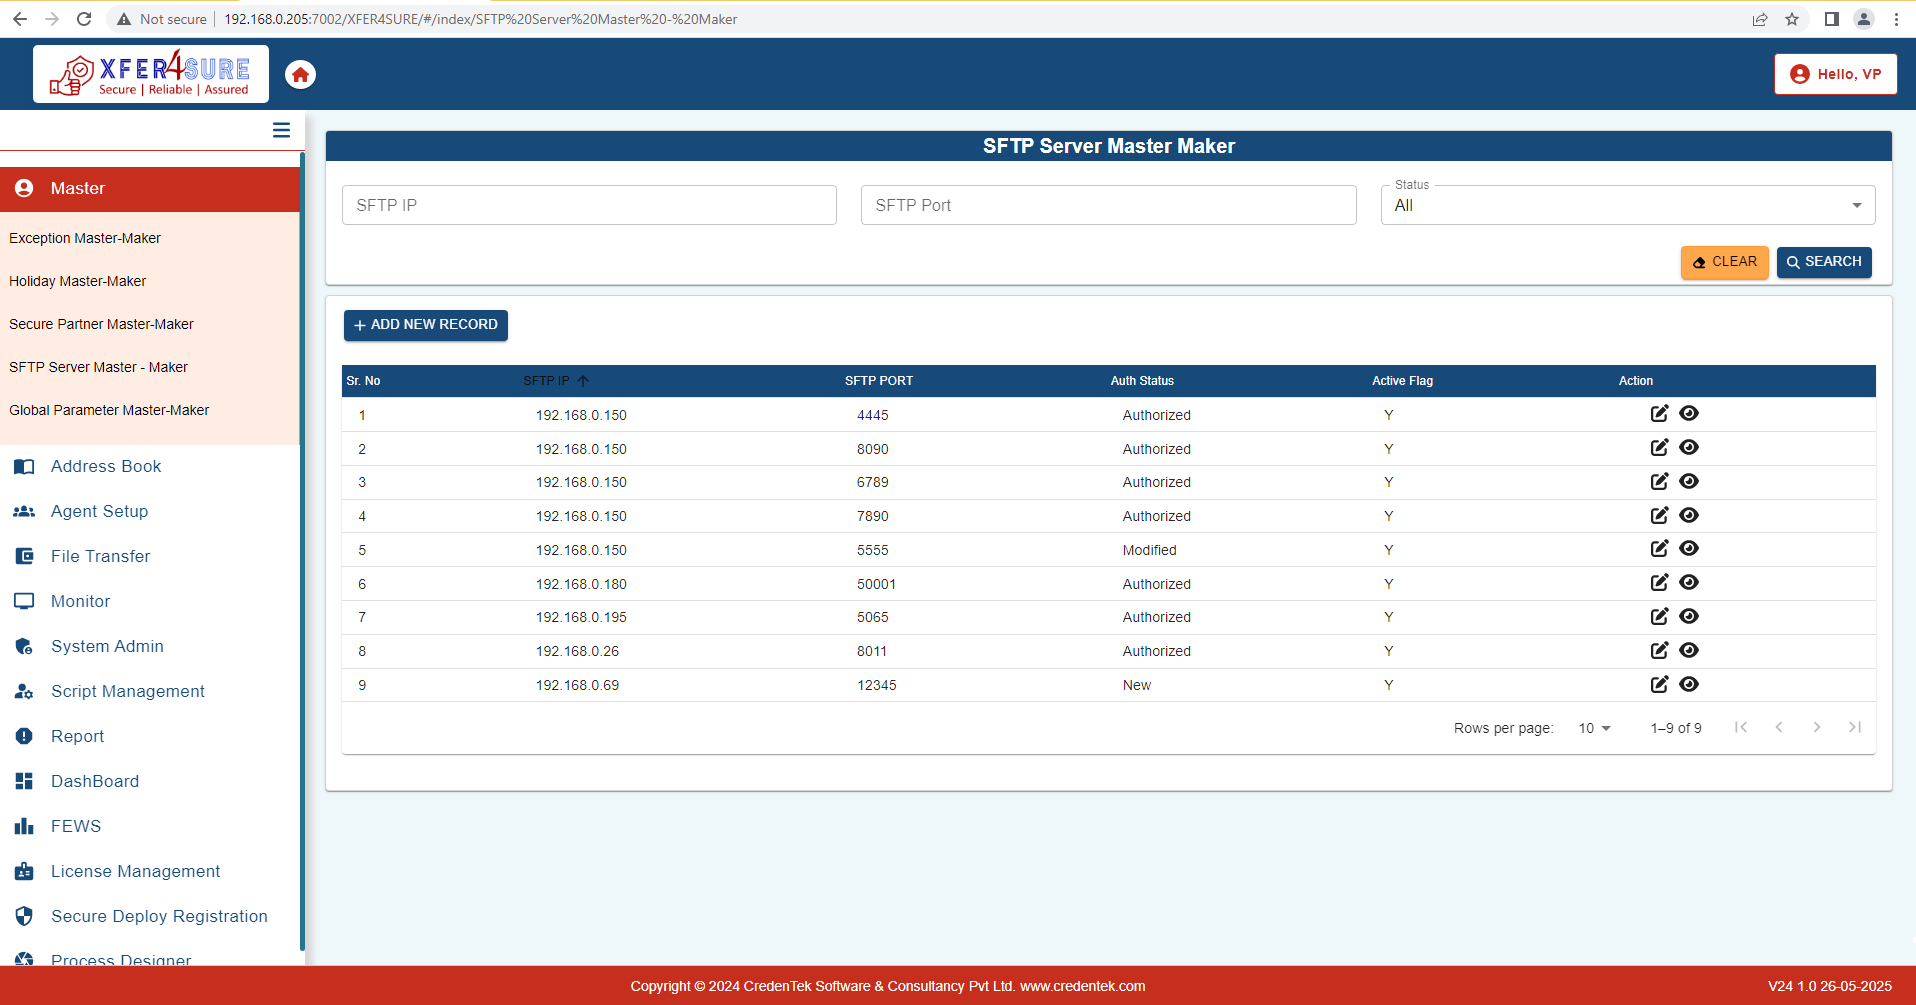 Not secure | 192.168.0.205:7002/XFER4SURE/#/index/SFTP%20Server%20Master%20-%20Maker
XFER4SURE
Secure | Reliable | Assured
Hello, VP
Master
Exception Master-Maker
Holiday Master-Maker
Secure Partner Master-Maker
SFTP Server Master - Maker
Global Parameter Master-Maker
Address Book
Agent Setup
File Transfer
Monitor
System Admin
Script Management
Report
DashBoard
FEWS
License Management
Secure Deploy Registration
Process Designer
SFTP Server Master Maker
Status
SFTP IP SFTP Port All
CLEAR SEARCH
+ ADD NEW RECORD
Sr. No SFTP IP ↑ SFTP PORT Auth Status Active Flag Action
1 192.168.0.150 4445 Authorized Y
2 192.168.0.150 8090 Authorized Y
3 192.168.0.150 6789 Authorized Y
4 192.168.0.150 7890 Authorized Y
5 192.168.0.150 5555 Modified Y
6 192.168.0.180 50001 Authorized Y
7 192.168.0.195 5065 Authorized Y
8 192.168.0.26 8011 Authorized Y
9 192.168.0.69 12345 New Y
Rows per page: 10 1–9 of 9
Copyright © 2024 CredenTek Software & Consultancy Pvt Ltd. www.credentek.com
V24 1.0 26-05-2025